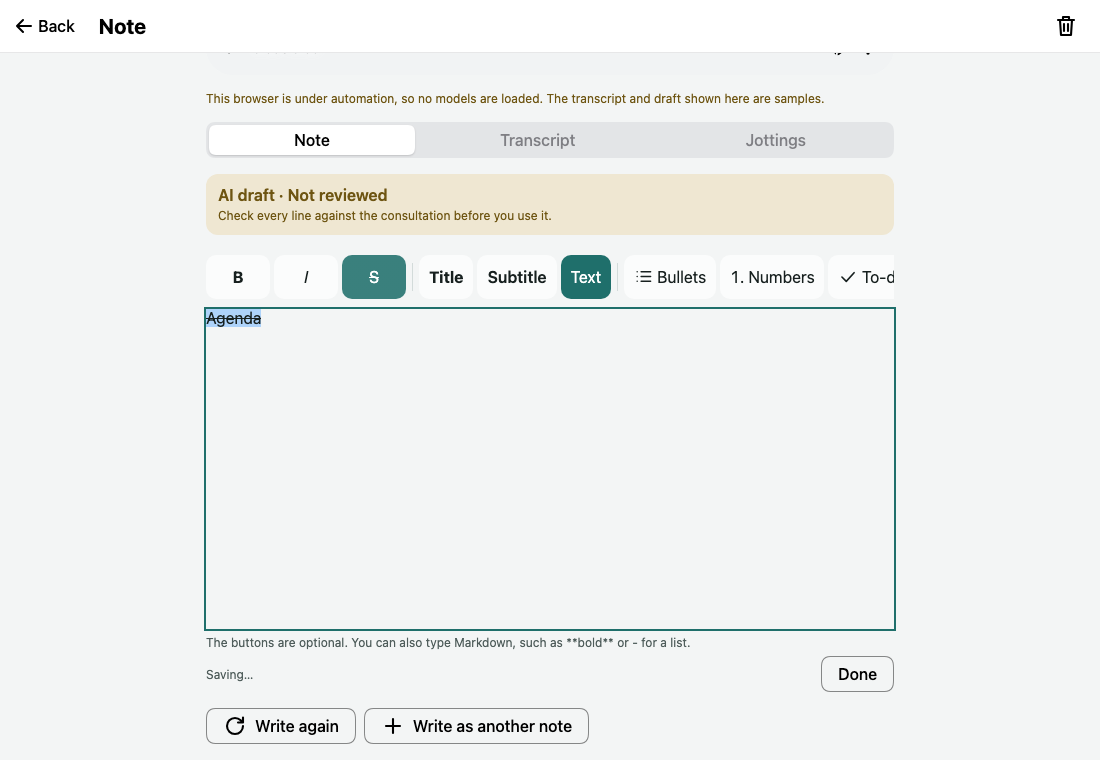 Back Note
This browser is under automation, so no models are loaded. The transcript and draft shown here are samples.
Note Transcript Jottings
AI draft · Not reviewed
Check every line against the consultation before you use it.
B I S Title Subtitle Text Bullets 1. Numbers To-d
Agenda
The buttons are optional. You can also type Markdown, such as **bold** or - for a list.
Saving...
Done
Write again Write as another note